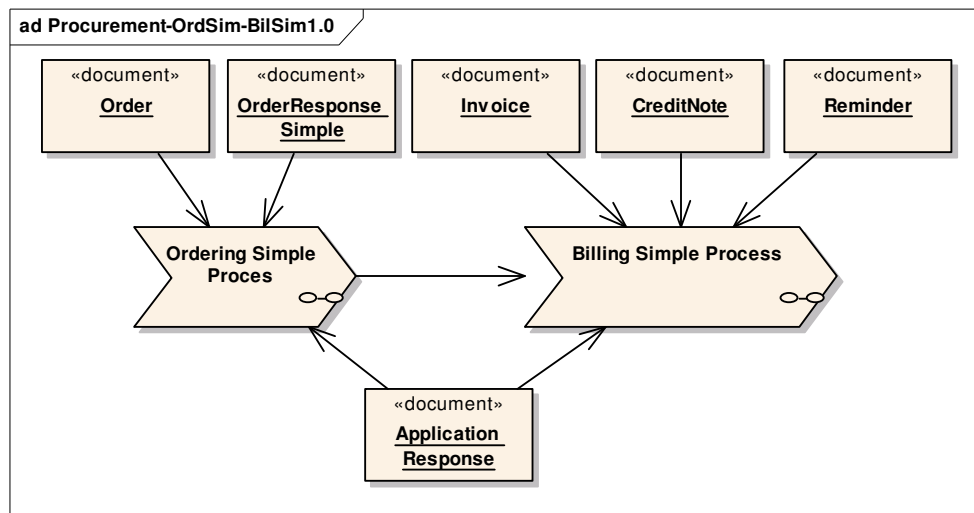 ad Procurement-OrdSim-BilSim1.0
«document»
Order
«document»
OrderResponse
Simple
«document»
Invoice
«document»
CreditNote
«document»
Reminder
Ordering Simple
Proces
Billing Simple Process
«document»
Application
Response